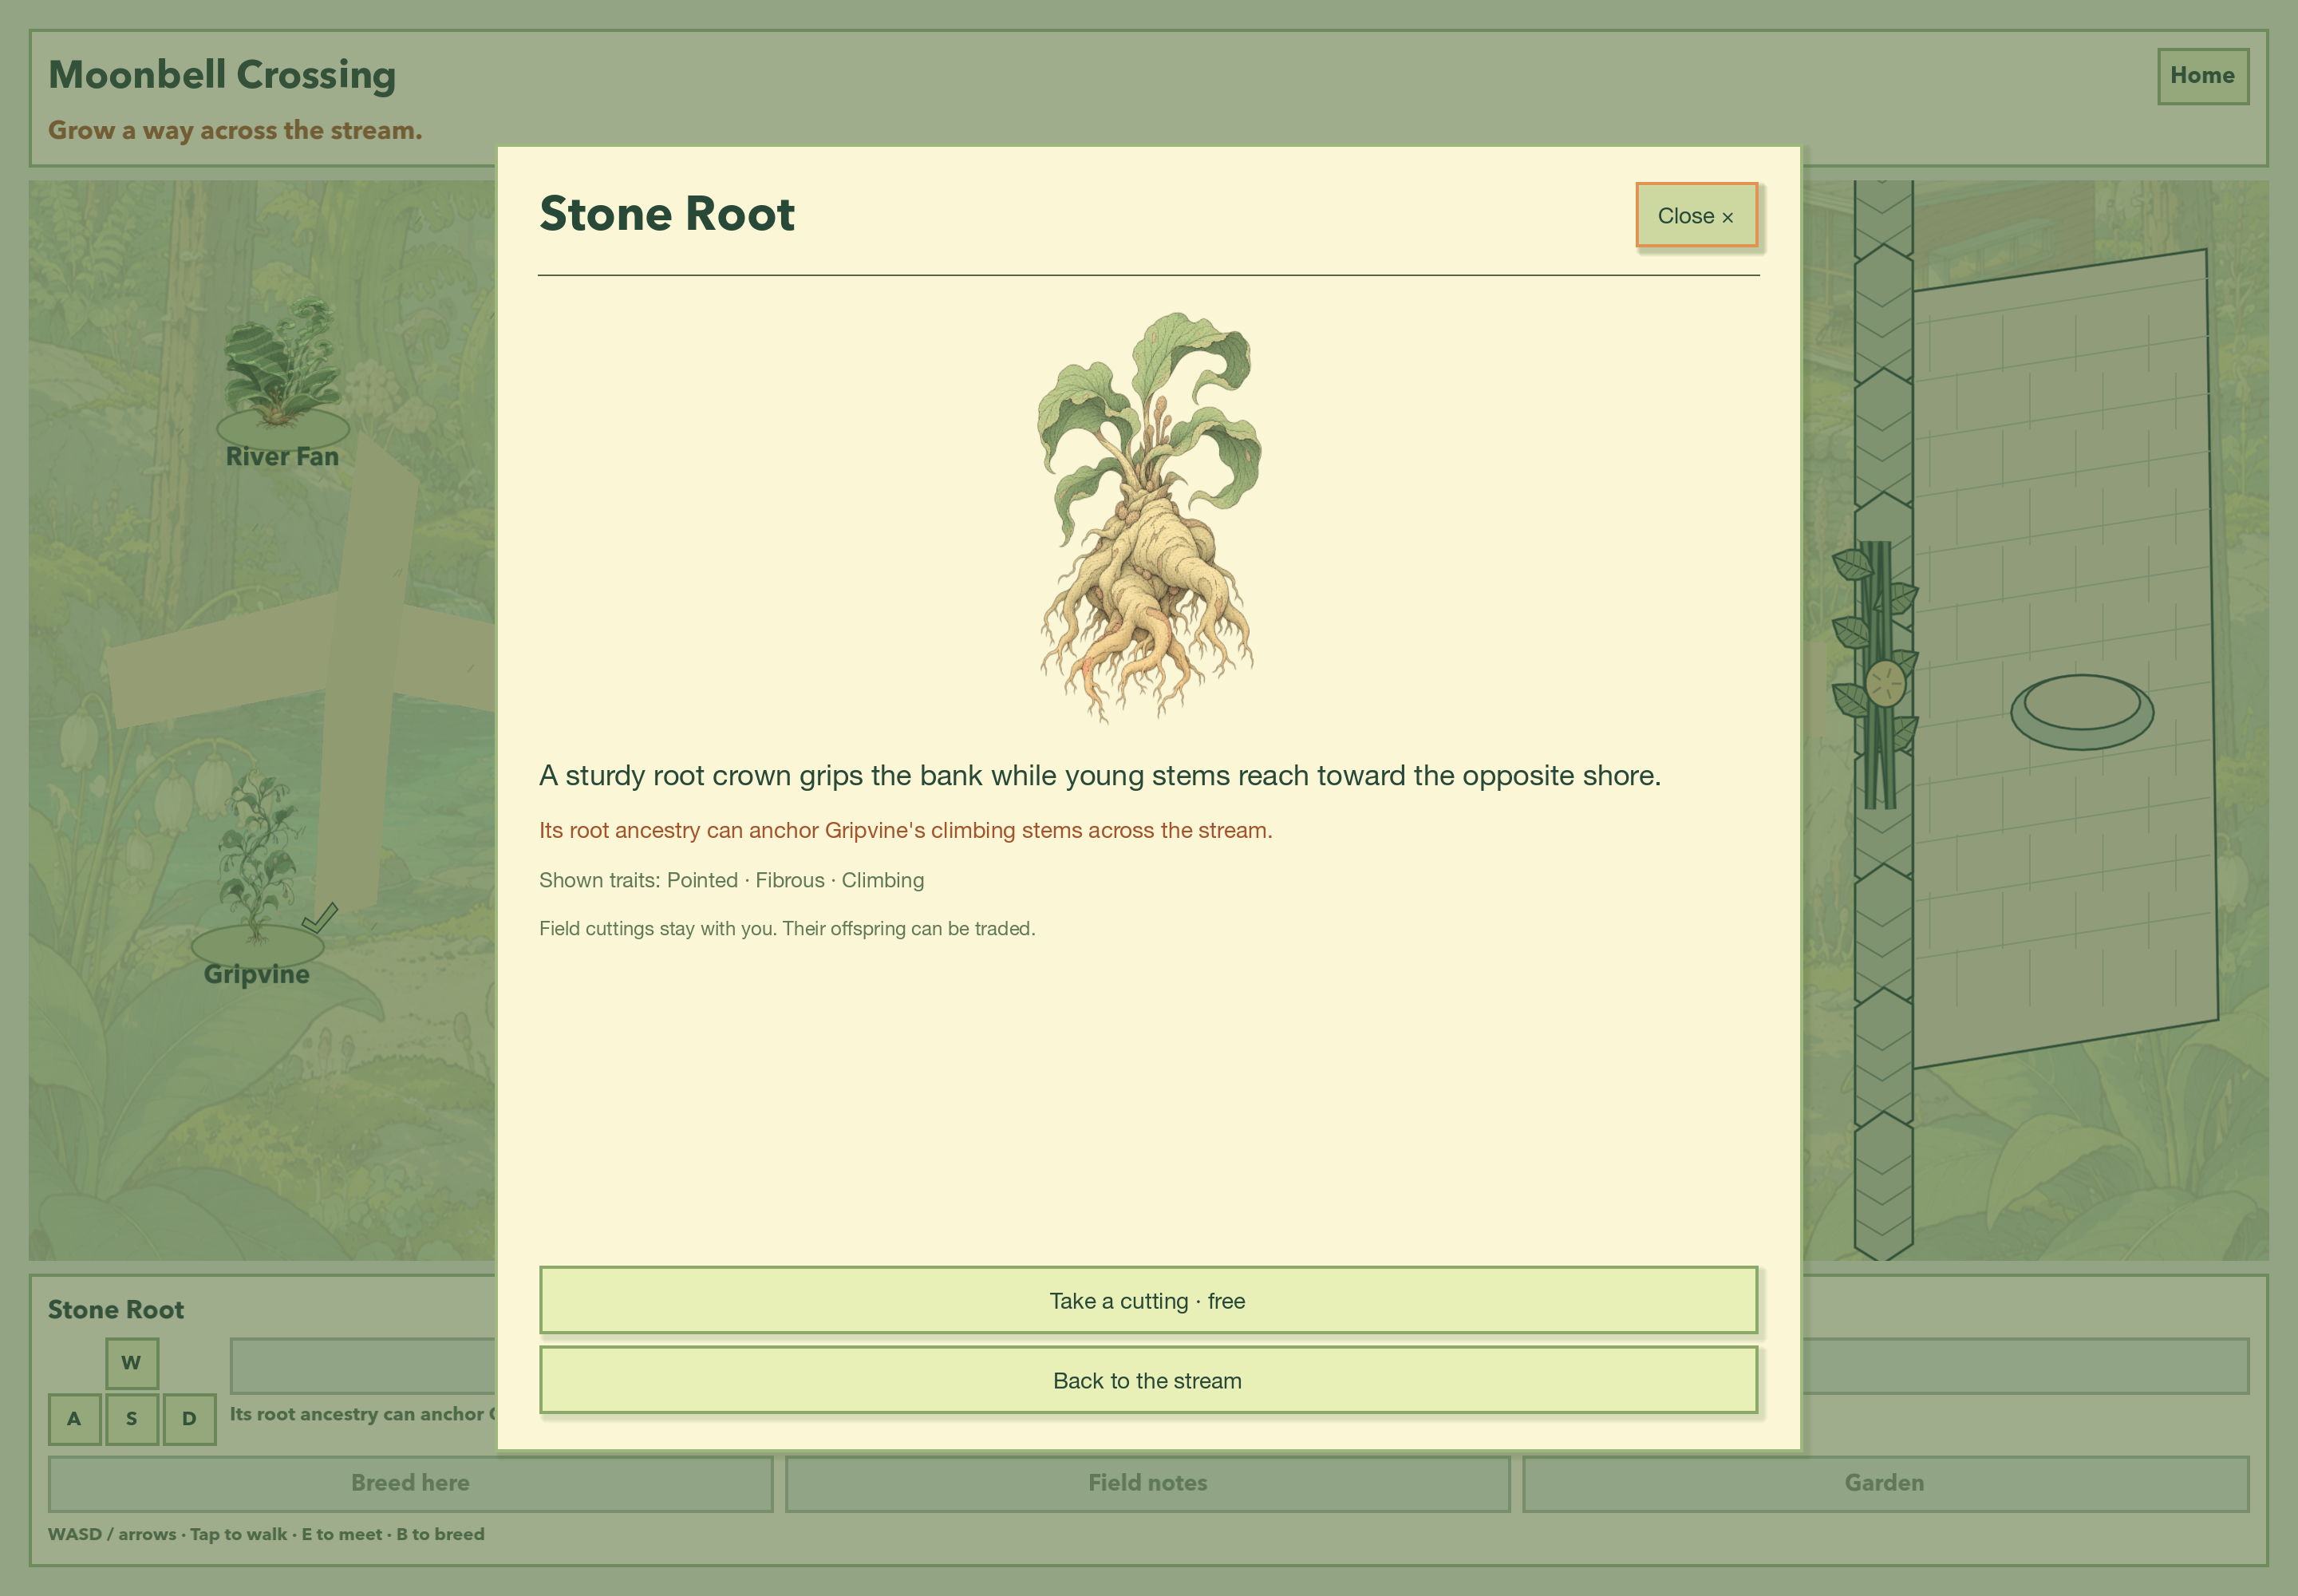 Moonbell Crossing
Home
Grow a way across the stream.
Stone Root
Close ×
River Fan
Gripvine
A sturdy root crown grips the bank while young stems reach toward the opposite shore.
Its root ancestry can anchor Gripvine's climbing stems across the stream.
Shown traits: Pointed · Fibrous · Climbing
Field cuttings stay with you. Their offspring can be traded.
Take a cutting · free
Back to the stream
Stone Root
W
A S D
Its root ancestry can anchor
Breed here
Field notes
Garden
WASD / arrows · Tap to walk · E to meet · B to breed